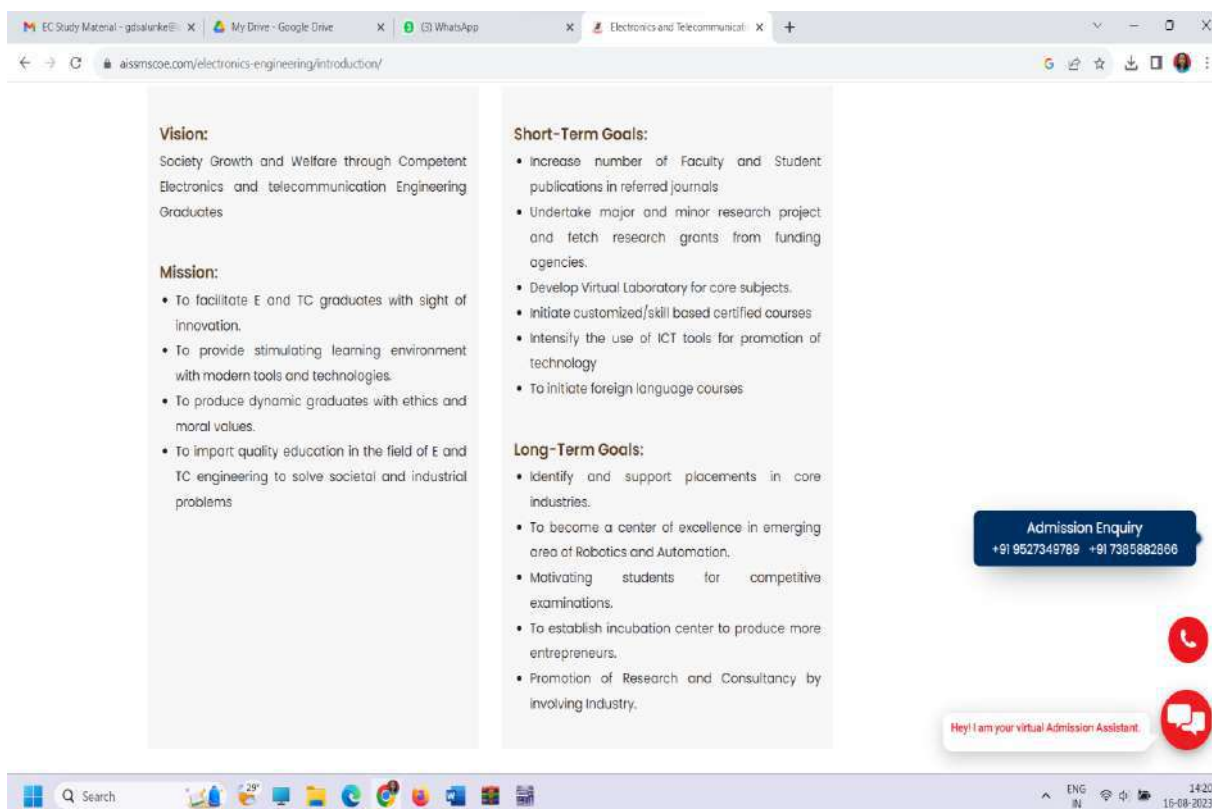 EC Study Material - gdsalunke@
My Drive - Google Drive
(3) WhatsApp
Electronics and Telecommunicati
aissmscoe.com/electronics-engineering/introduction/
Vision:
Society Growth and Welfare through Competent
Electronics and telecommunication Engineering
Graduates
Mission:
• To facilitate E and TC graduates with sight of
innovation.
• To provide stimulating learning environment
with modern tools and technologies.
• To produce dynamic graduates with ethics and
moral values.
• To impart quality education in the field of E and
TC engineering to solve societal and industrial
problems
Short-Term Goals:
• Increase number of Faculty and Student
publications in referred journals
• Undertake major and minor research project
and fetch research grants from funding
agencies.
• Develop Virtual Laboratory for core subjects.
• Initiate customized/skill based certified courses
• Intensify the use of ICT tools for promotion of
technology
• To initiate foreign language courses
Long-Term Goals:
• Identify and support placements in core
industries.
• To become a center of excellence in emerging
area of Robotics and Automation.
• Motivating students for competitive
examinations.
• To establish incubation center to produce more
entrepreneurs.
• Promotion of Research and Consultancy by
involving Industry.
Admission Enquiry
+91 9527349789 +91 7385882866
Hey! I am your virtual Admission Assistant.
Search
29°
ENG
IN
14:20
16-08-2023